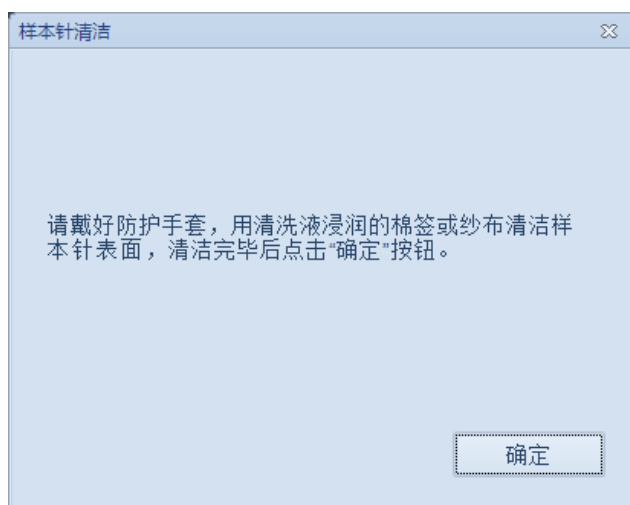 样本针清洁
请戴好防护手套，用清洗液浸润的棉签或纱布清洁样
本针表面，清洁完毕后点击“确定”按钮。
确定